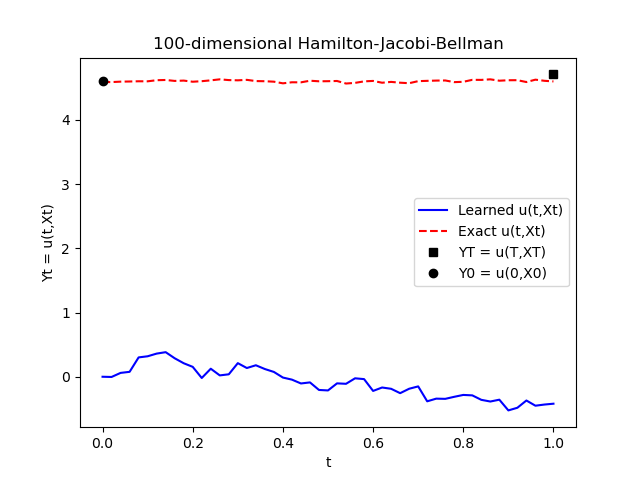 100-dimensional Hamilton-Jacobi-Bellman
Yt = u(t,Xt)
4
3
2
1
0
Learned u(t,Xt)
Exact u(t,Xt)
YT = u(T,XT)
Y0 = u(0,X0)
0.0 0.2 0.4 0.6 0.8 1.0
t